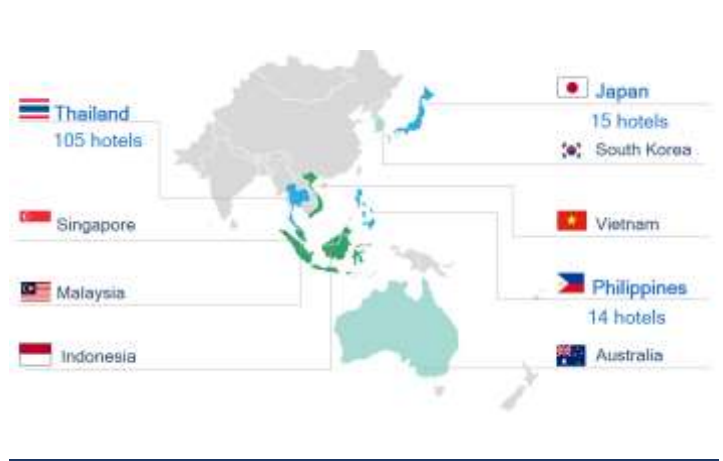 Thailand
105 hotels
Singapore
Malaysia
Indonesia
Japan
15 hotels
South Korea
Vietnam
Philippines
14 hotels
Australia